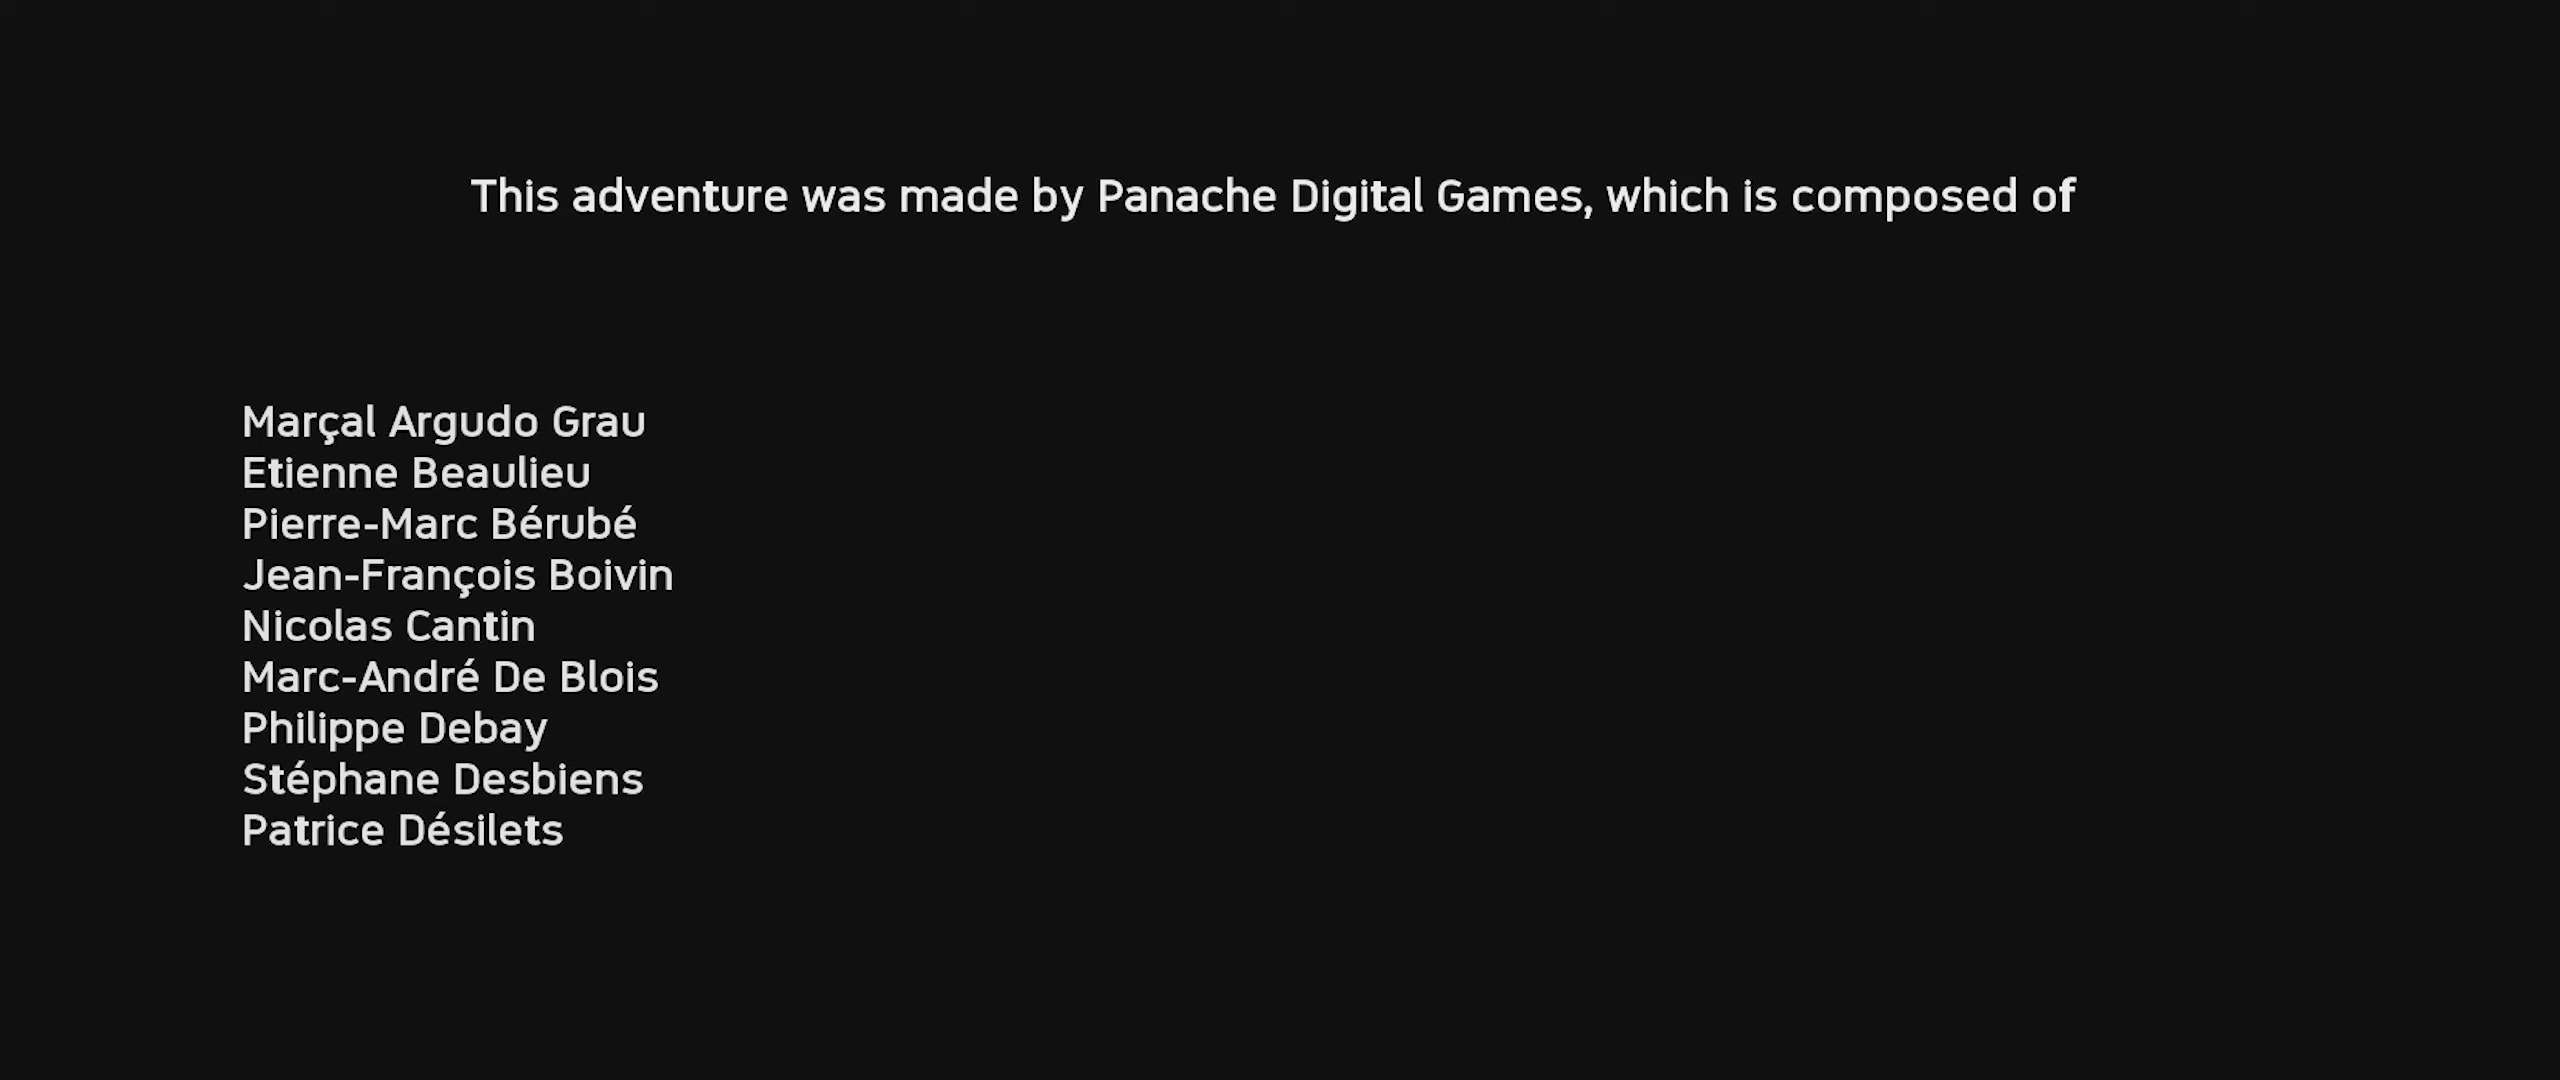 This adventure was made by Panache Digital Games, which is composed of
Marçal Argudo Grau
Etienne Beaulieu
Pierre-Marc Bérubé
Jean-François Boivin
Nicolas Cantin
Marc-André De Blois
Philippe Debay
Stéphane Desbiens
Patrice Désilets